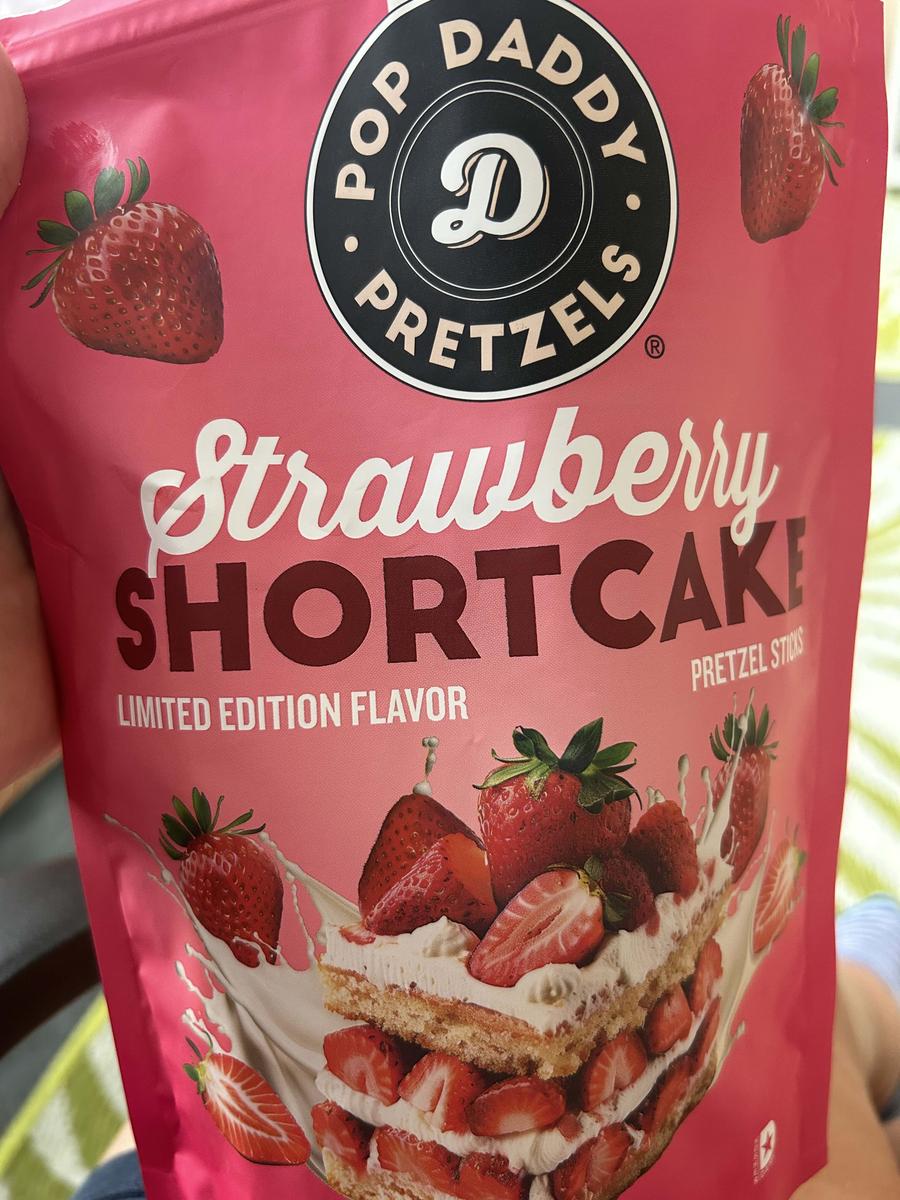 POP DADDY
D
PRETZELS
®
Strawberry
SHORTCAKE
PRETZEL STICKS
LIMITED EDITION FLAVOR